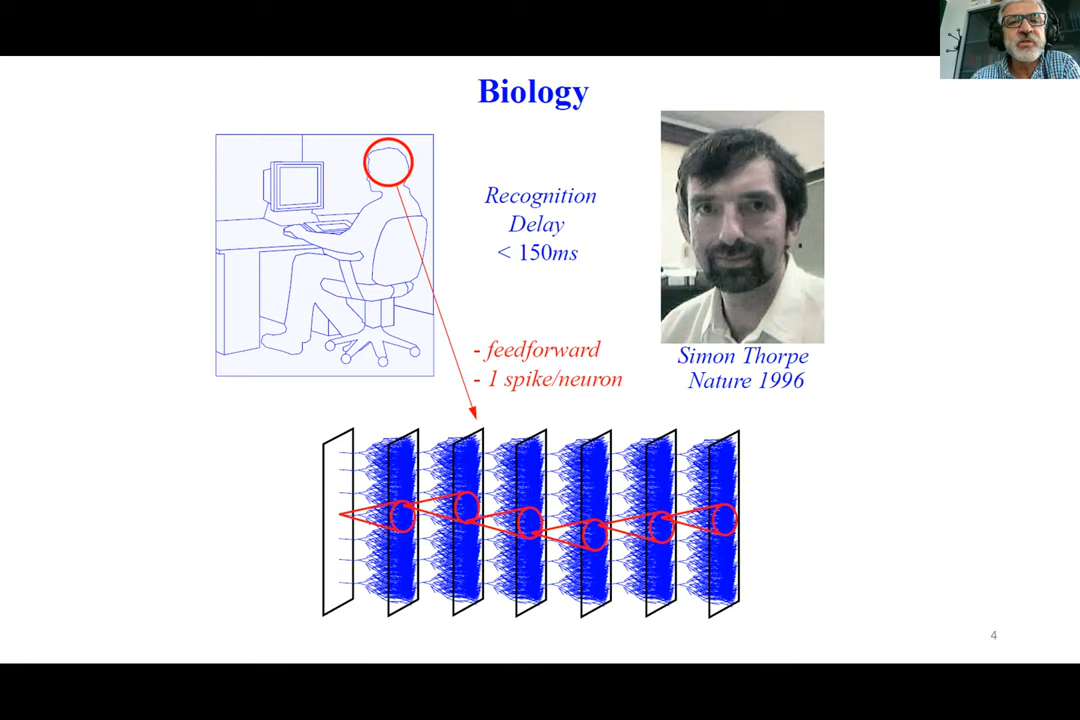 Biology
Recognition
Delay
< 150ms
- feedforward
- 1 spike/neuron
Simon Thorpe
Nature 1996
4